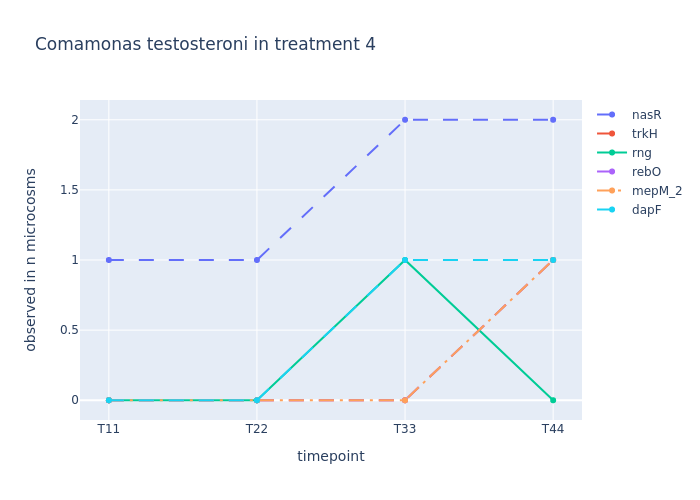 Comamonas testosteroni in treatment 4
observed in n microcosms
2
1.5
1
0.5
0
T11
T22
T33
T44
timepoint
nasR
trkH
rng
rebO
mepM_2
dapF